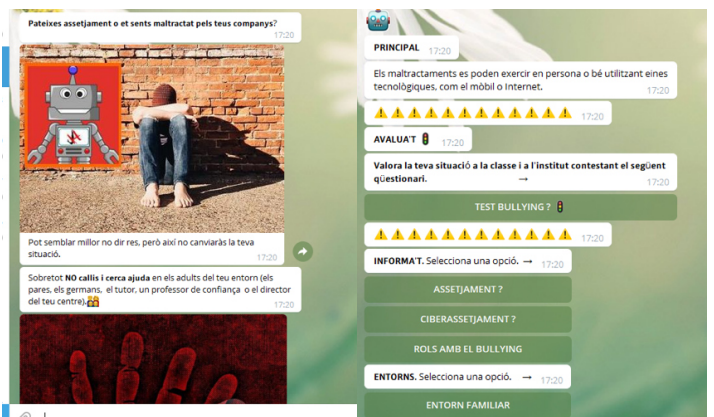 Pateixes assetjament o et sents maltractat pels teus companys?
17:20
Pot semblar millor no dir res, però així no canviaràs la teva
situació.
17:20
Sobretot NO callis i cerca ajuda en els adults del teu entorn (els
pares, els germans, el tutor, un professor de confiança o el director
del teu centre).
17:20
PRINCIPAL 17:20
Els maltractaments es poden exercir en persona o bé utilitzant eines
tecnològiques, com el mòbil o Internet.
17:20
17:20
AVALUA'T 17:20
Valora la teva situació a la classe i a l'institut contestant el següent
qüestionari. →
17:20
TEST BULLYING ?
17:20
INFORMA'T. Selecciona una opció. → 17:20
ASSETJAMENT ?
CIBERASSETJAMENT ?
ROLS AMB EL BULLYING
ENTORNS. Selecciona una opció. → 17:20
ENTORN FAMILIAR